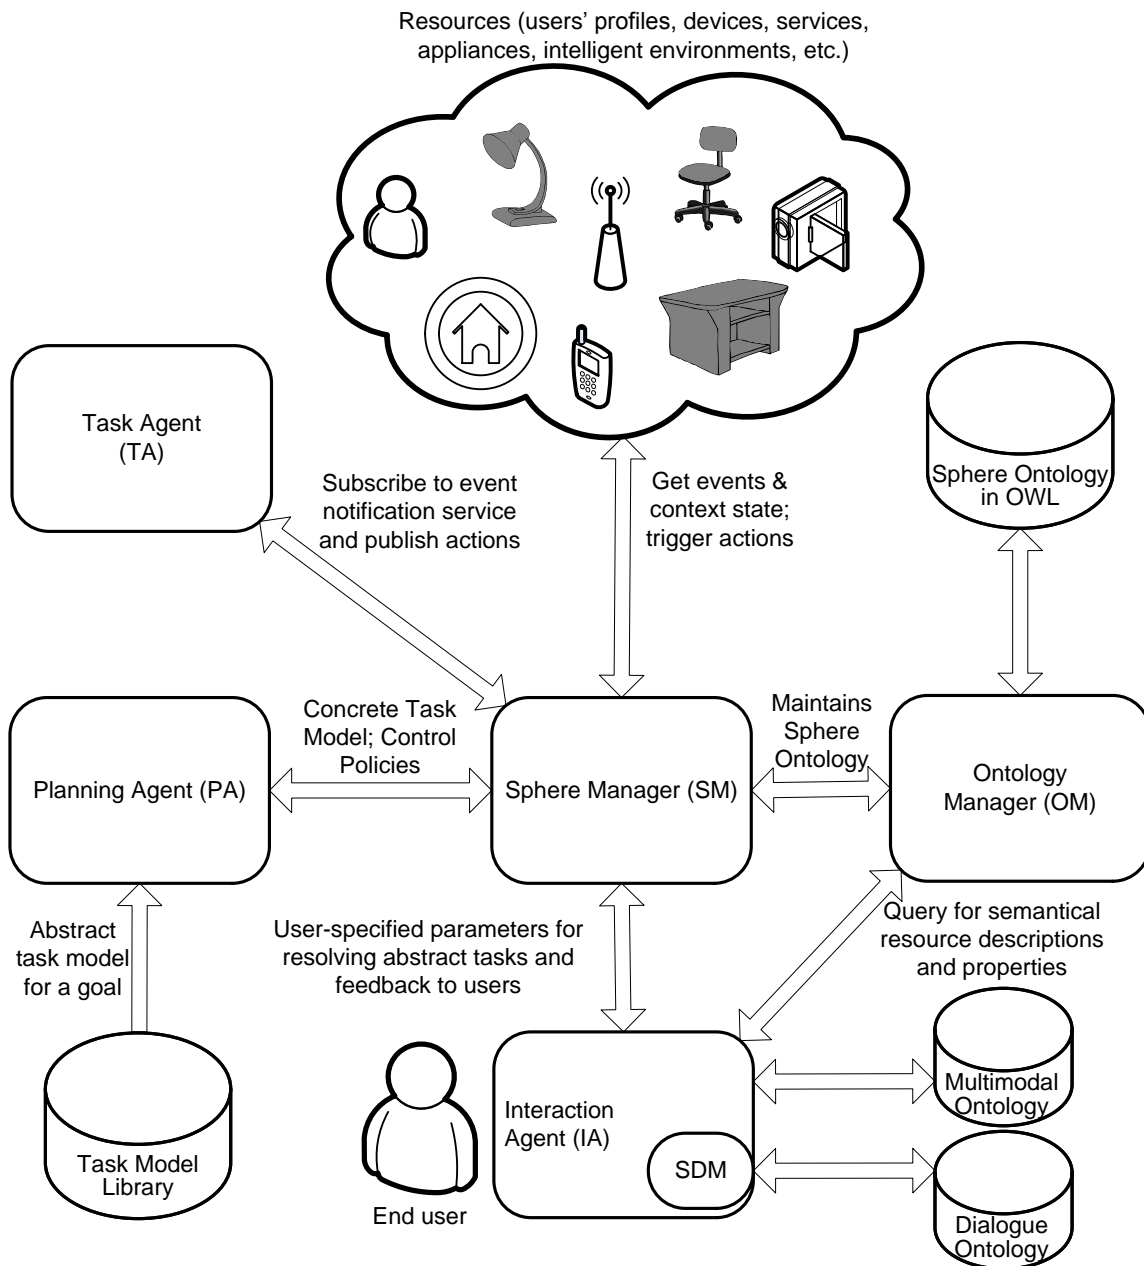 Resources (users' profiles, devices, services,
appliances, intelligent environments, etc.)
Task Agent
(TA)
Subscribe to event
notification service
and publish actions
Get events &
context state;
trigger actions
Sphere Ontology
in OWL
Planning Agent (PA)
Concrete Task
Model; Control
Policies
Sphere Manager (SM)
Maintains
Sphere
Ontology
Ontology
Manager (OM)
Abstract
task model
for a goal
User-specified parameters for
resolving abstract tasks and
feedback to users
Query for semantical
resource descriptions
and properties
Task Model
Library
End user
Interaction
Agent (IA)
SDM
Multimodal
Ontology
Dialogue
Ontology